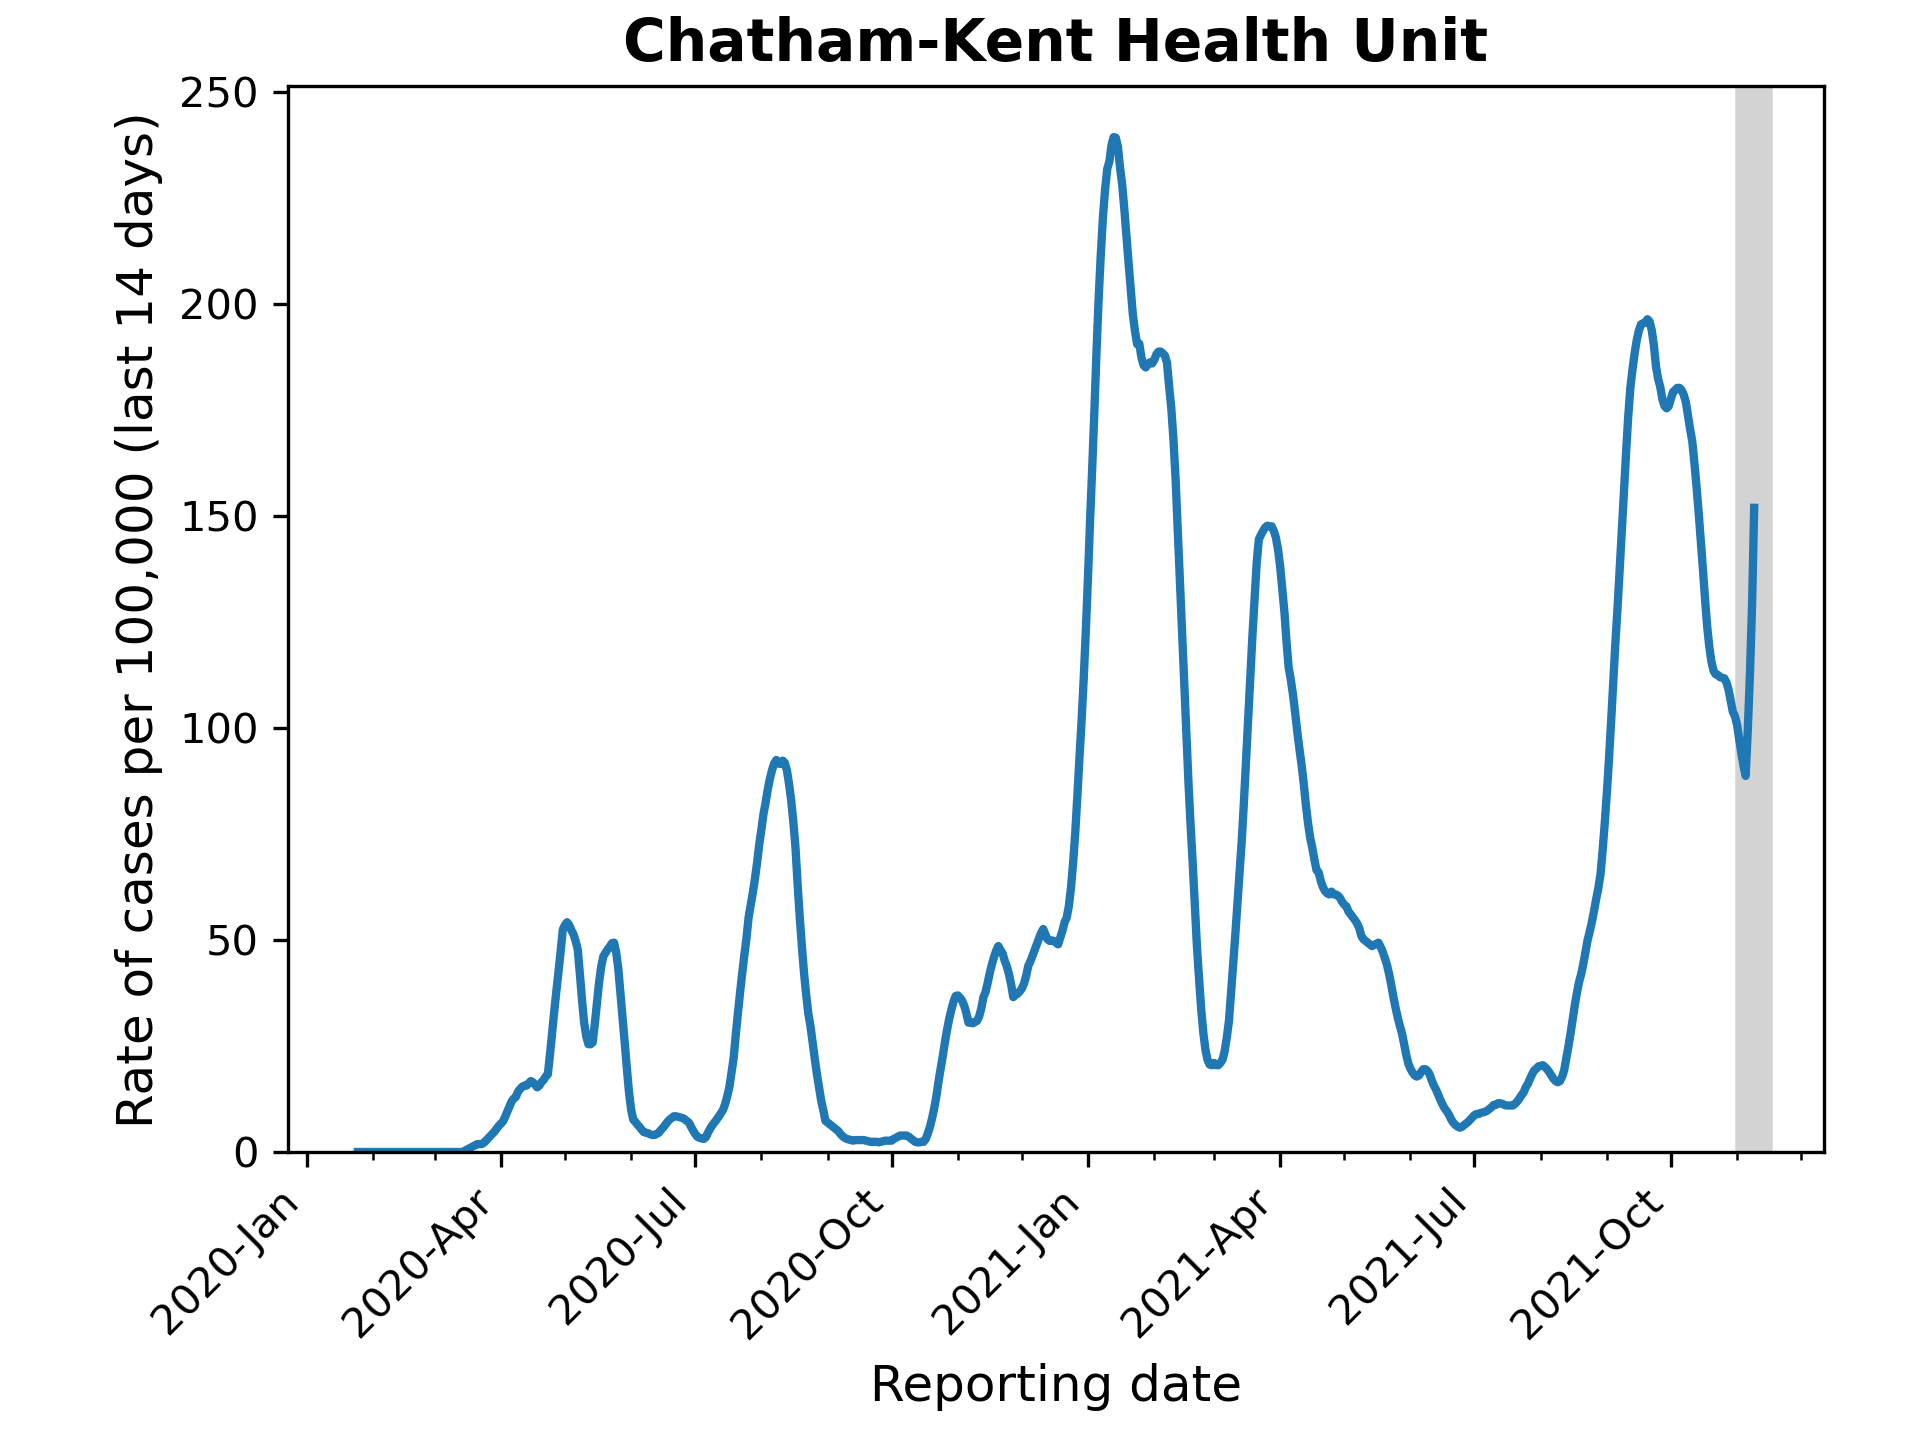 Chatham-Kent Health Unit
Rate of cases per 100,000 (last 14 days)
250
200
150
100
50
0
2020-Jan
2020-Apr
2020-Jul
2020-Oct
2021-Jan
2021-Apr
2021-Jul
2021-Oct
Reporting date